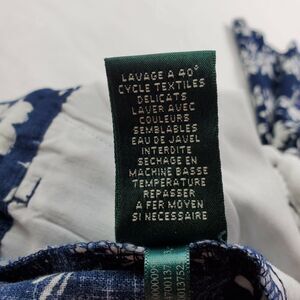 LAVAGE A 40°
CYCLE TEXTILES
DELICATS
LAVER AVEC
COULEURS
SEMBLABLES
EAU DE JAVEL
INTERDITE
SECHAGE EN
MACHINE BASSE
TEMPERATURE
REPASSER
A FER MOYEN
SI NECESSAIRE